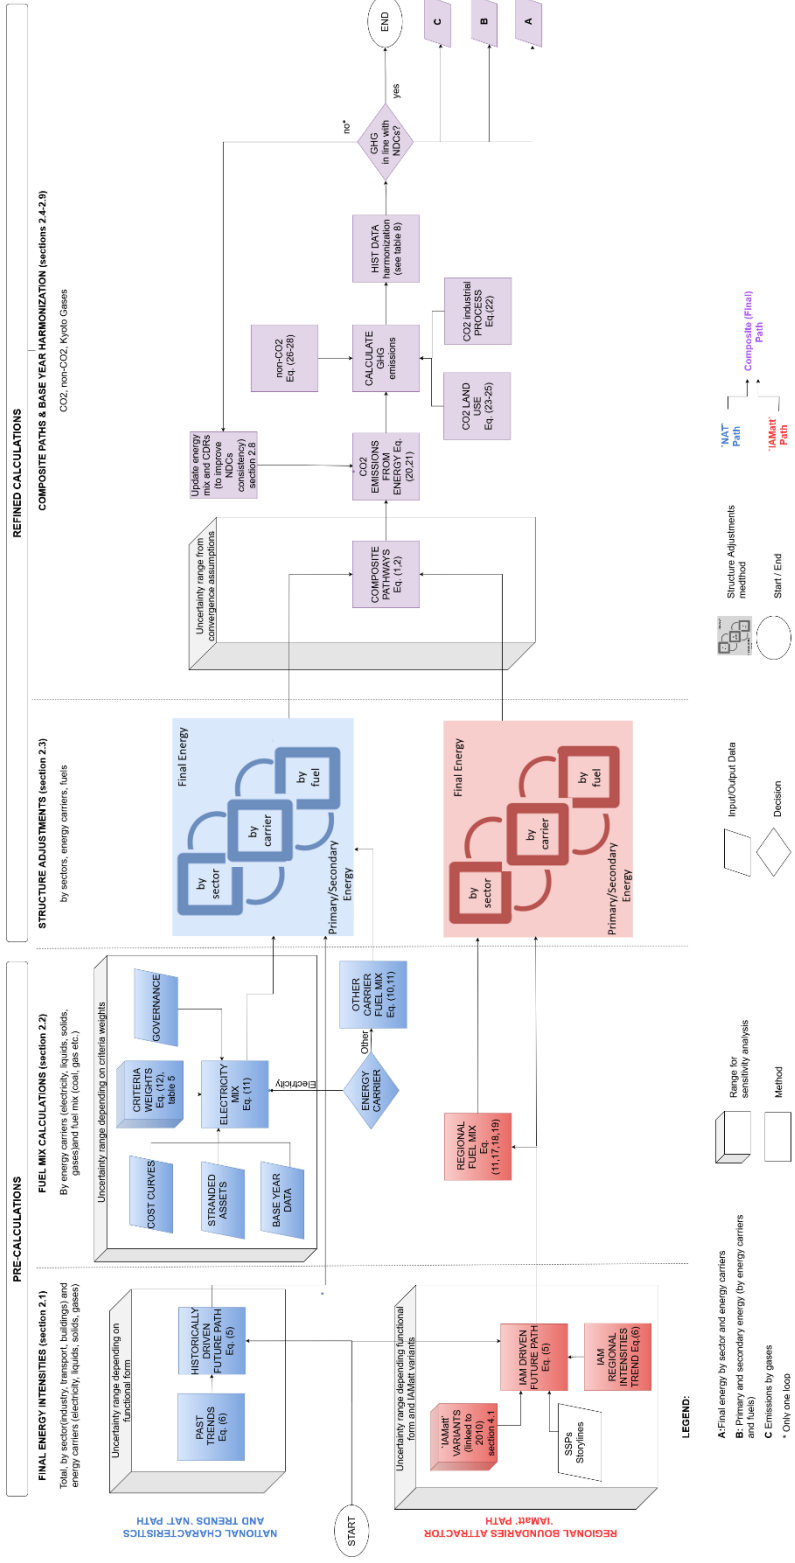 PRE-CALCULATIONS
REFINED CALCULATIONS
FINAL ENERGY INTENSITIES (section 2.1)
Total, by sector(industry, transport, buildings) and
energy carriers (electricity, liquids, solids, gases)
FUEL MIX CALCULATIONS (section 2.2)
By energy carriers (electricity, liquids, solids,
gases)and fuel mix (coal, gas etc.)
STRUCTURE ADJUSTMENTS (section 2.3)
by sectors, energy carriers, fuels
COMPOSITE PATHS & BASE YEAR HARMONIZATION (sections 2.4-2.9)
CO2, non-CO2, Kyoto Gases
NATIONAL CHARACTERISTICS
AND TRENDS `NAT` PATH
Uncertainty range depending on
functional form
PAST
TRENDS
Eq. (6)
HISTORICALLY
DRIVEN
FUTURE PATH
Eq. (5)
Uncertainty range depending on criteria weights
COST CURVES
STRANDED
ASSETS
BASE YEAR
DATA
CRITERIA
WEIGHTS
Eq. (12),
table 5
GOVERNANCE
ELECTRICITY
MIX
Eq. (11)
Electricity
ENERGY
CARRIER
Other
OTHER
CARRIER
FUEL MIX
Eq. (10,11)
Final Energy
by
sector
by
carrier
by
fuel
Primary/Secondary
Energy
START
REGIONAL BOUNDARIES ATTRACTOR
`IAMatt` PATH
Uncertainty range depending functional
form and IAMatt variants
`IAMatt`
VARIANTS
(linked to
2010)
section 4.1
SSPs
Storylines
IAM DRIVEN
FUTURE PATH
Eq. (5)
IAM
REGIONAL
INTENSITIES
TREND Eq.(6)
REGIONAL
FUEL MIX
Eq.
(11,17,18,19)
Final Energy
by
sector
by
carrier
by
fuel
Primary/Secondary
Energy
Uncertainty range from
convergence assumptions
COMPOSITE
PATHWAYS
Eq. (1,2)
Update energy
mix and CDRs
(to improve
NDCs
consistency)
section 2.8
CO2
EMISSIONS
FROM
ENERGY Eq.
(20,21)
non-CO2
Eq. (26-28)
CALCULATE
GHG
emissions
CO2 LAND
USE
Eq. (23-25)
CO2 industrial
PROCESS
Eq.(22)
HIST DATA
harmonization
(see table 8)
GHG
in line with
NDCs?
no*
yes
END
C
B
A
LEGEND:
A:Final energy by sector and energy carriers
B: Primary and secondary energy (by energy carriers
and fuels)
C Emissions by gases
* Only one loop
Range for
sensitivity analysis
Method
Input/Output Data
Decision
Structure Adjustments
medthod
Start / End
`NAT`
Path
`IAMatt`
Path
Composite (Final)
Path